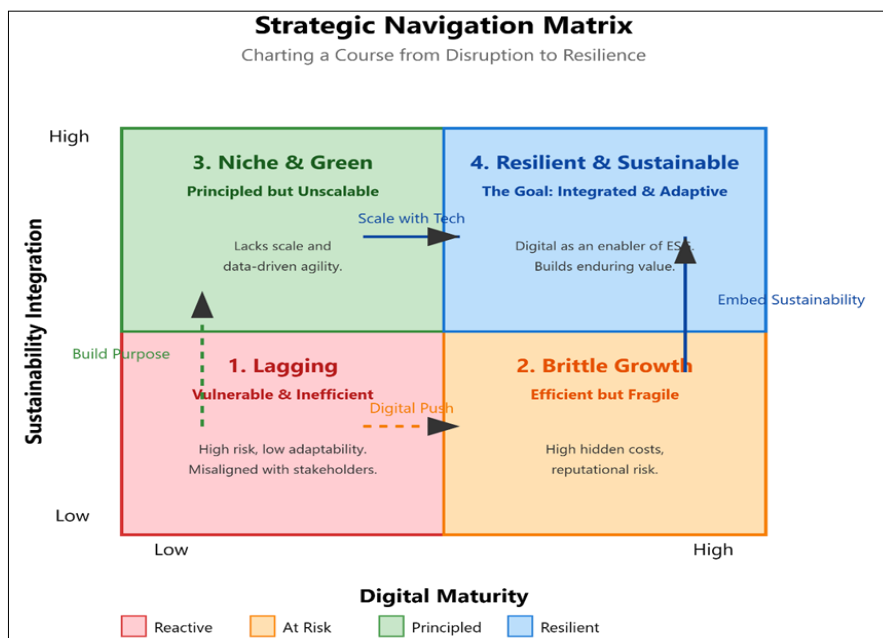 Strategic Navigation Matrix
Charting a Course from Disruption to Resilience
High
Sustainability Integration
Low
3. Niche & Green
Principled but Unscalable
Lacks scale and
data-driven agility.
Scale with Tech
4. Resilient & Sustainable
The Goal: Integrated & Adaptive
Digital as an enabler of ESG.
Builds enduring value.
Embed Sustainability
Build Purpose
1. Lagging
Vulnerable & Inefficient
High risk, low adaptability.
Misaligned with stakeholders.
Digital Push
2. Brittle Growth
Efficient but Fragile
High hidden costs,
reputational risk.
Low
High
Digital Maturity
Reactive
At Risk
Principled
Resilient